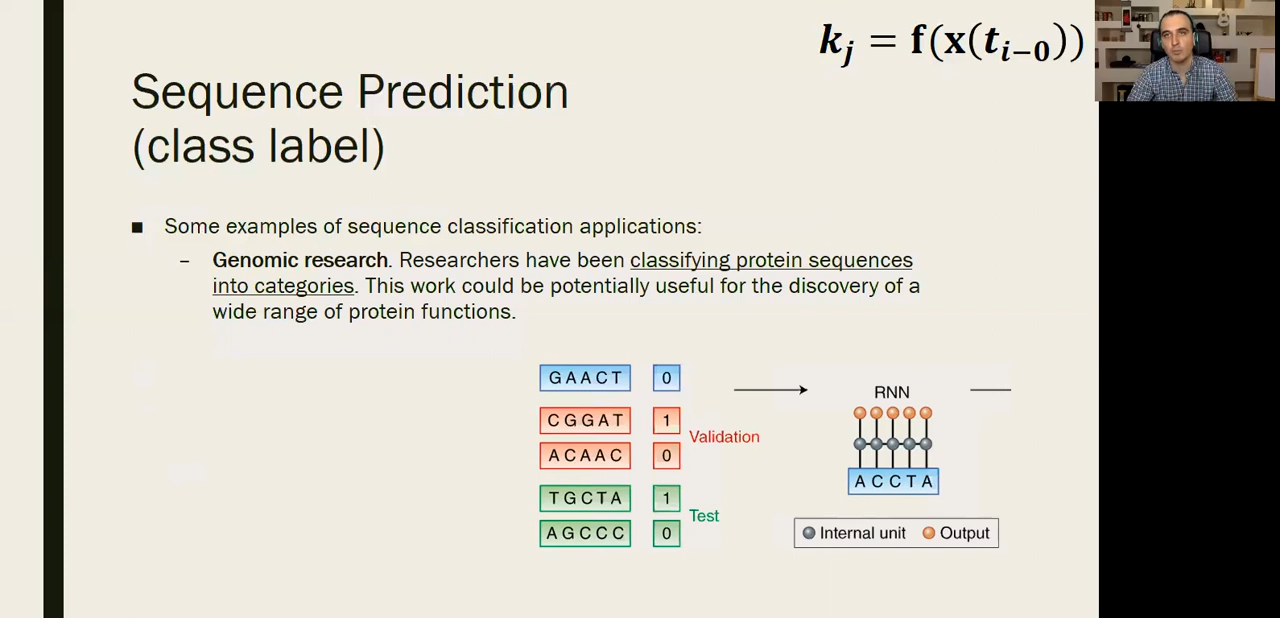 k_j = f(x(t_{i−0}))
Sequence Prediction
(class label)
■ Some examples of sequence classification applications:
– Genomic research. Researchers have been classifying protein sequences
into categories. This work could be potentially useful for the discovery of a
wide range of protein functions.
G A A C T 0
C G G A T 1
Validation
A C A A C 0
T G C T A 1
Test
A G C C C 0
RNN
A C C T A
Internal unit Output